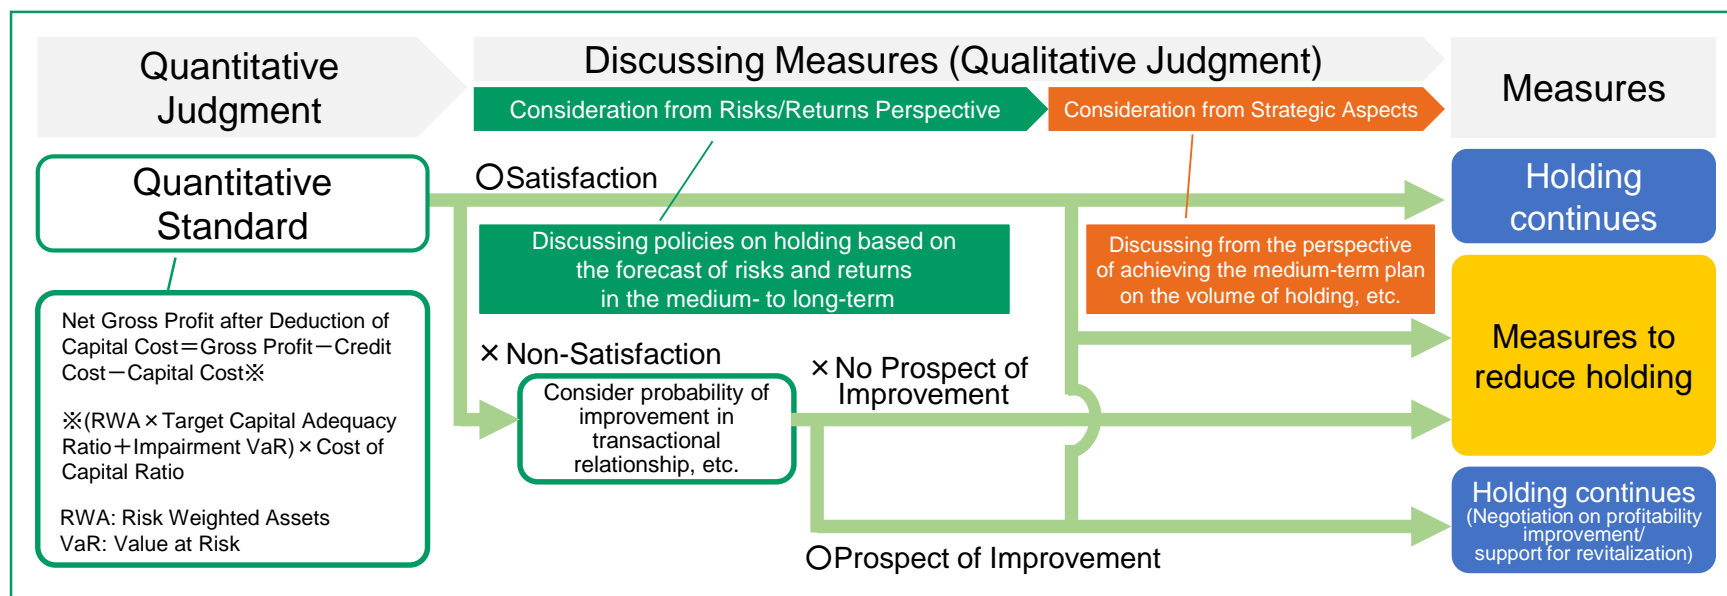 Quantitative
Judgment
Discussing Measures (Qualitative Judgment)
Consideration from Risks/Returns Perspective
Consideration from Strategic Aspects
Measures
Quantitative
Standard
○Satisfaction
Holding
continues
Discussing policies on holding based on
the forecast of risks and returns
in the medium- to long-term
Discussing from the perspective
of achieving the medium-term plan
on the volume of holding, etc.
Net Gross Profit after Deduction of
Capital Cost＝Gross Profit－Credit
Cost－Capital Cost※
※(RWA×Target Capital Adequacy
Ratio＋Impairment VaR)×Cost of
Capital Ratio
RWA: Risk Weighted Assets
VaR: Value at Risk
×Non-Satisfaction
Consider probability of
improvement in
transactional
relationship, etc.
×No Prospect of
Improvement
Measures to
reduce holding
○Prospect of Improvement
Holding continues
(Negotiation on profitability
improvement/
support for revitalization)